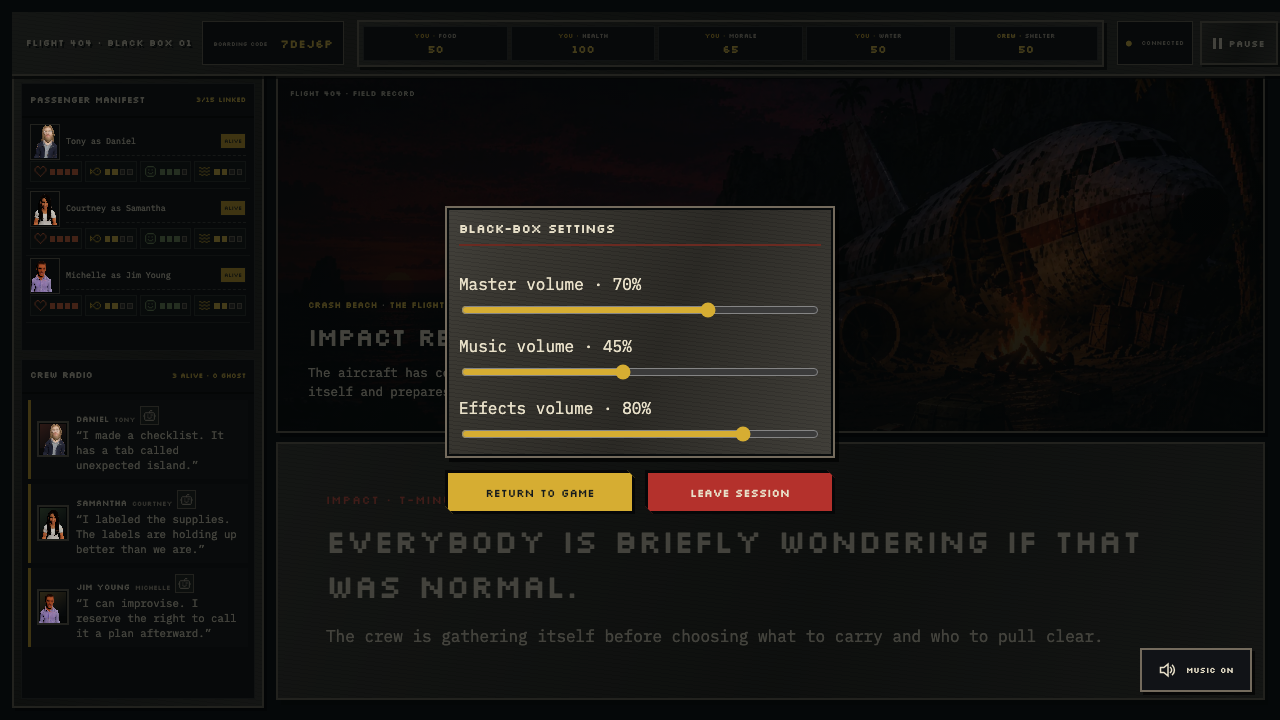 FLIGHT 404 · BLACK BOX 01
BOARDING CODE 7DEJ6P
YOU · FOOD
50
YOU · HEALTH
100
YOU · MORALE
65
YOU · WATER
50
CREW · SHELTER
50
CONNECTED
PAUSE
PASSENGER MANIFEST
3/15 LINKED
Tony as Daniel
ALIVE
Courtney as Samantha
ALIVE
Michelle as Jim Young
ALIVE
CREW RADIO
3 ALIVE · 0 GHOST
DANIEL TONY
“I made a checklist. It
has a tab called
unexpected island.”
SAMANTHA COURTNEY
“I labeled the supplies.
The labels are holding up
better than we are.”
JIM YOUNG MICHELLE
“I can improvise. I
reserve the right to call
it a plan afterward.”
FLIGHT 404 · FIELD RECORD
CRASH BEACH · THE FLIGHT
IMPACT RE
The aircraft has ce
itself and prepares
BLACK-BOX SETTINGS
Master volume · 70%
Music volume · 45%
Effects volume · 80%
RETURN TO GAME
LEAVE SESSION
IMPACT · T-MIN
EVERYBODY IS BRIEFLY WONDERING IF THAT
WAS NORMAL.
The crew is gathering itself before choosing what to carry and who to pull clear.
MUSIC ON